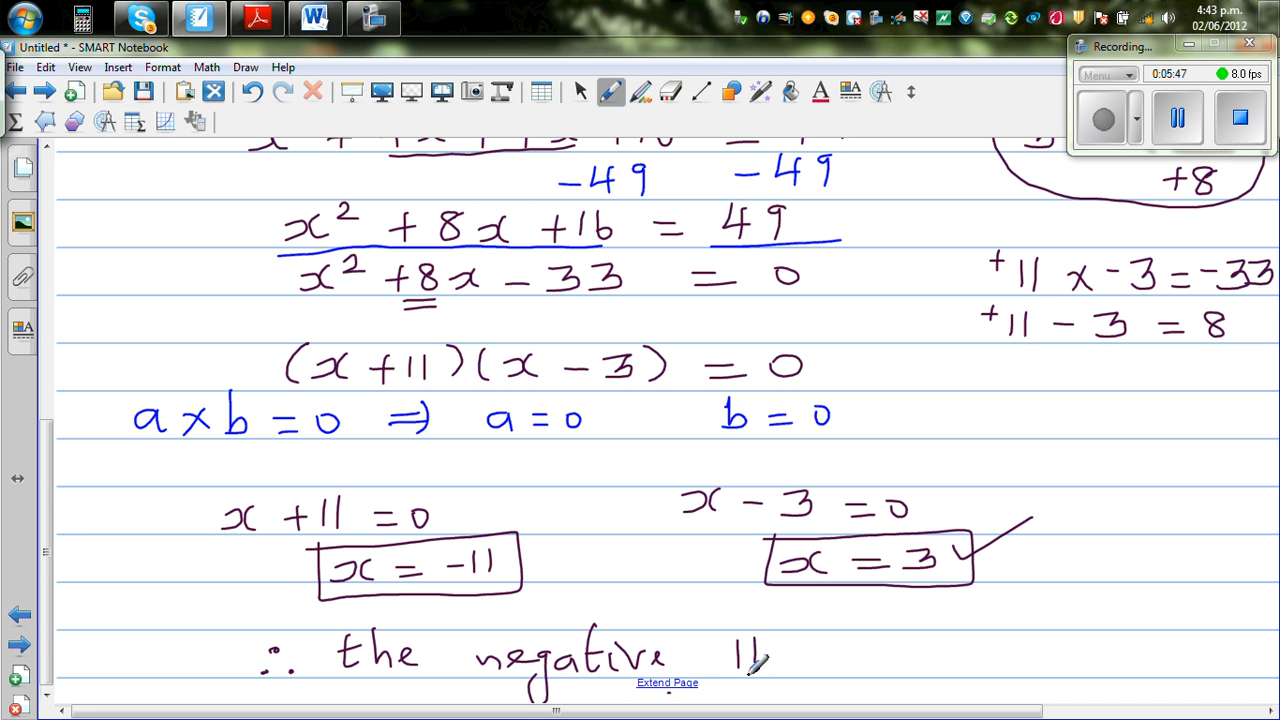 4:43 p.m.
02/06/2012
Untitled * - SMART Notebook
Recording...
File Edit View Insert Format Math Draw Help
Menu 0:05:47 8.0 fps
-49 -49
+8
x² + 8x + 16 = 49
x² + 8x - 33 = 0
+11 x -3 = -33
+11 - 3 = 8
(x + 11)(x - 3) = 0
a × b = 0 ⇒ a = 0 b = 0
x + 11 = 0 x - 3 = 0
x = -11 x = 3 ✓
∴ the negative 11
Extend Page